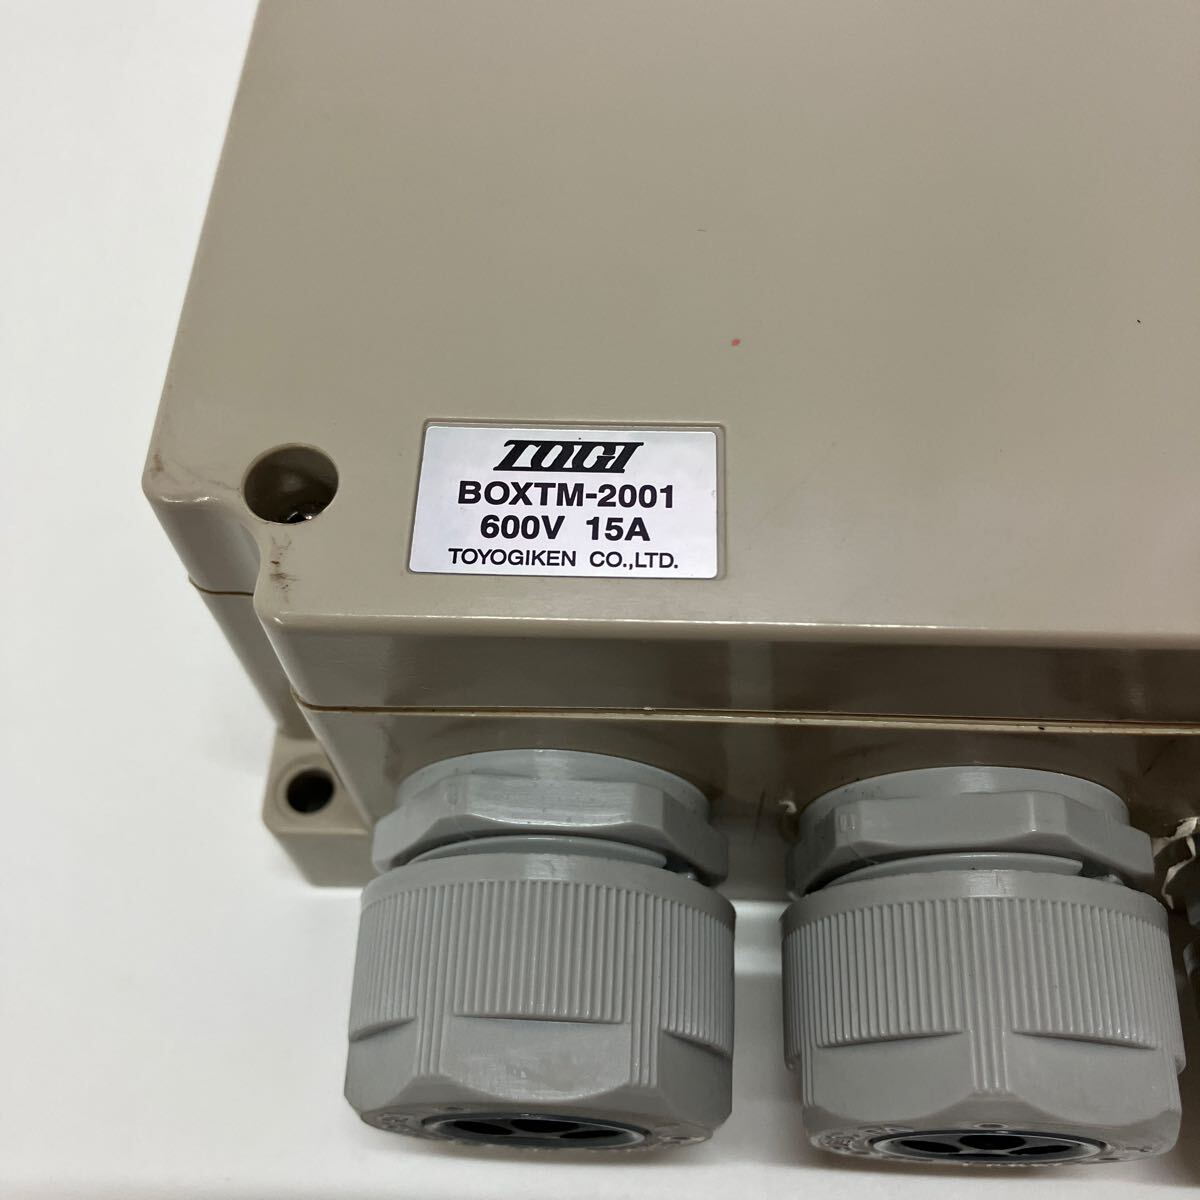 TOGI
BOXTM-2001
600V 15A
TOYOGIKEN CO.,LTD.